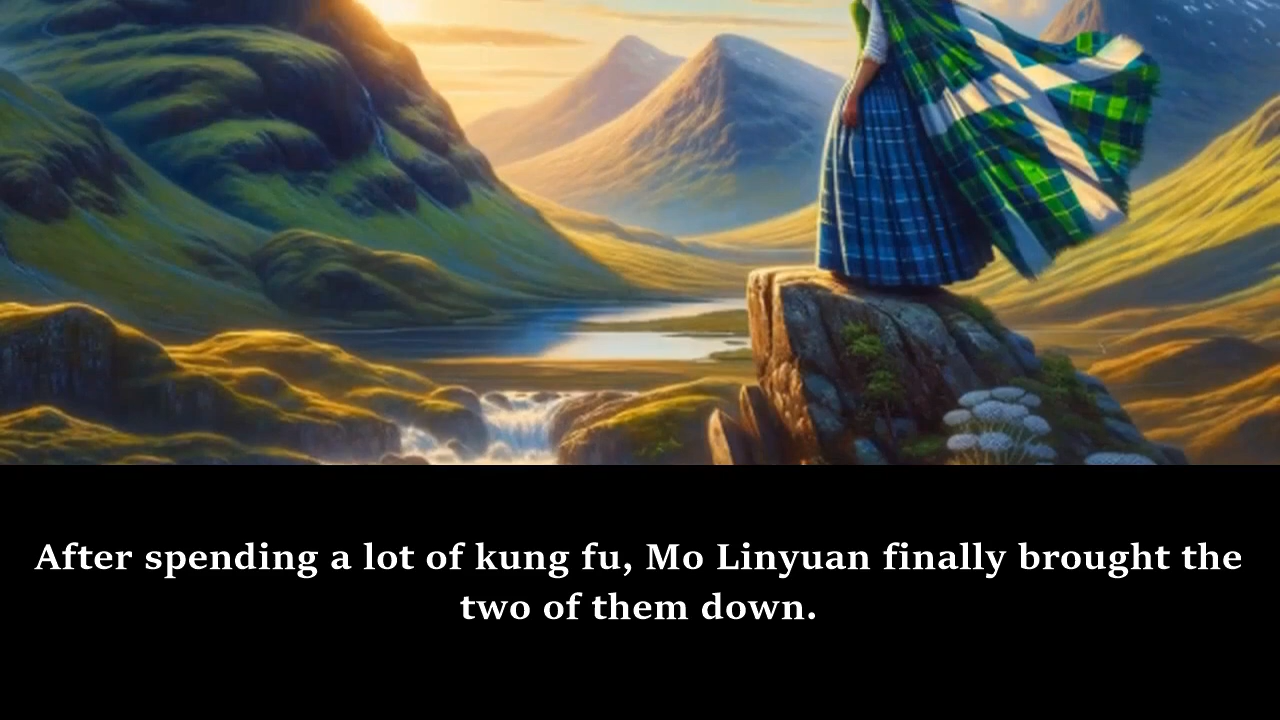 After spending a lot of kung fu, Mo Linyuan finally brought the
two of them down.